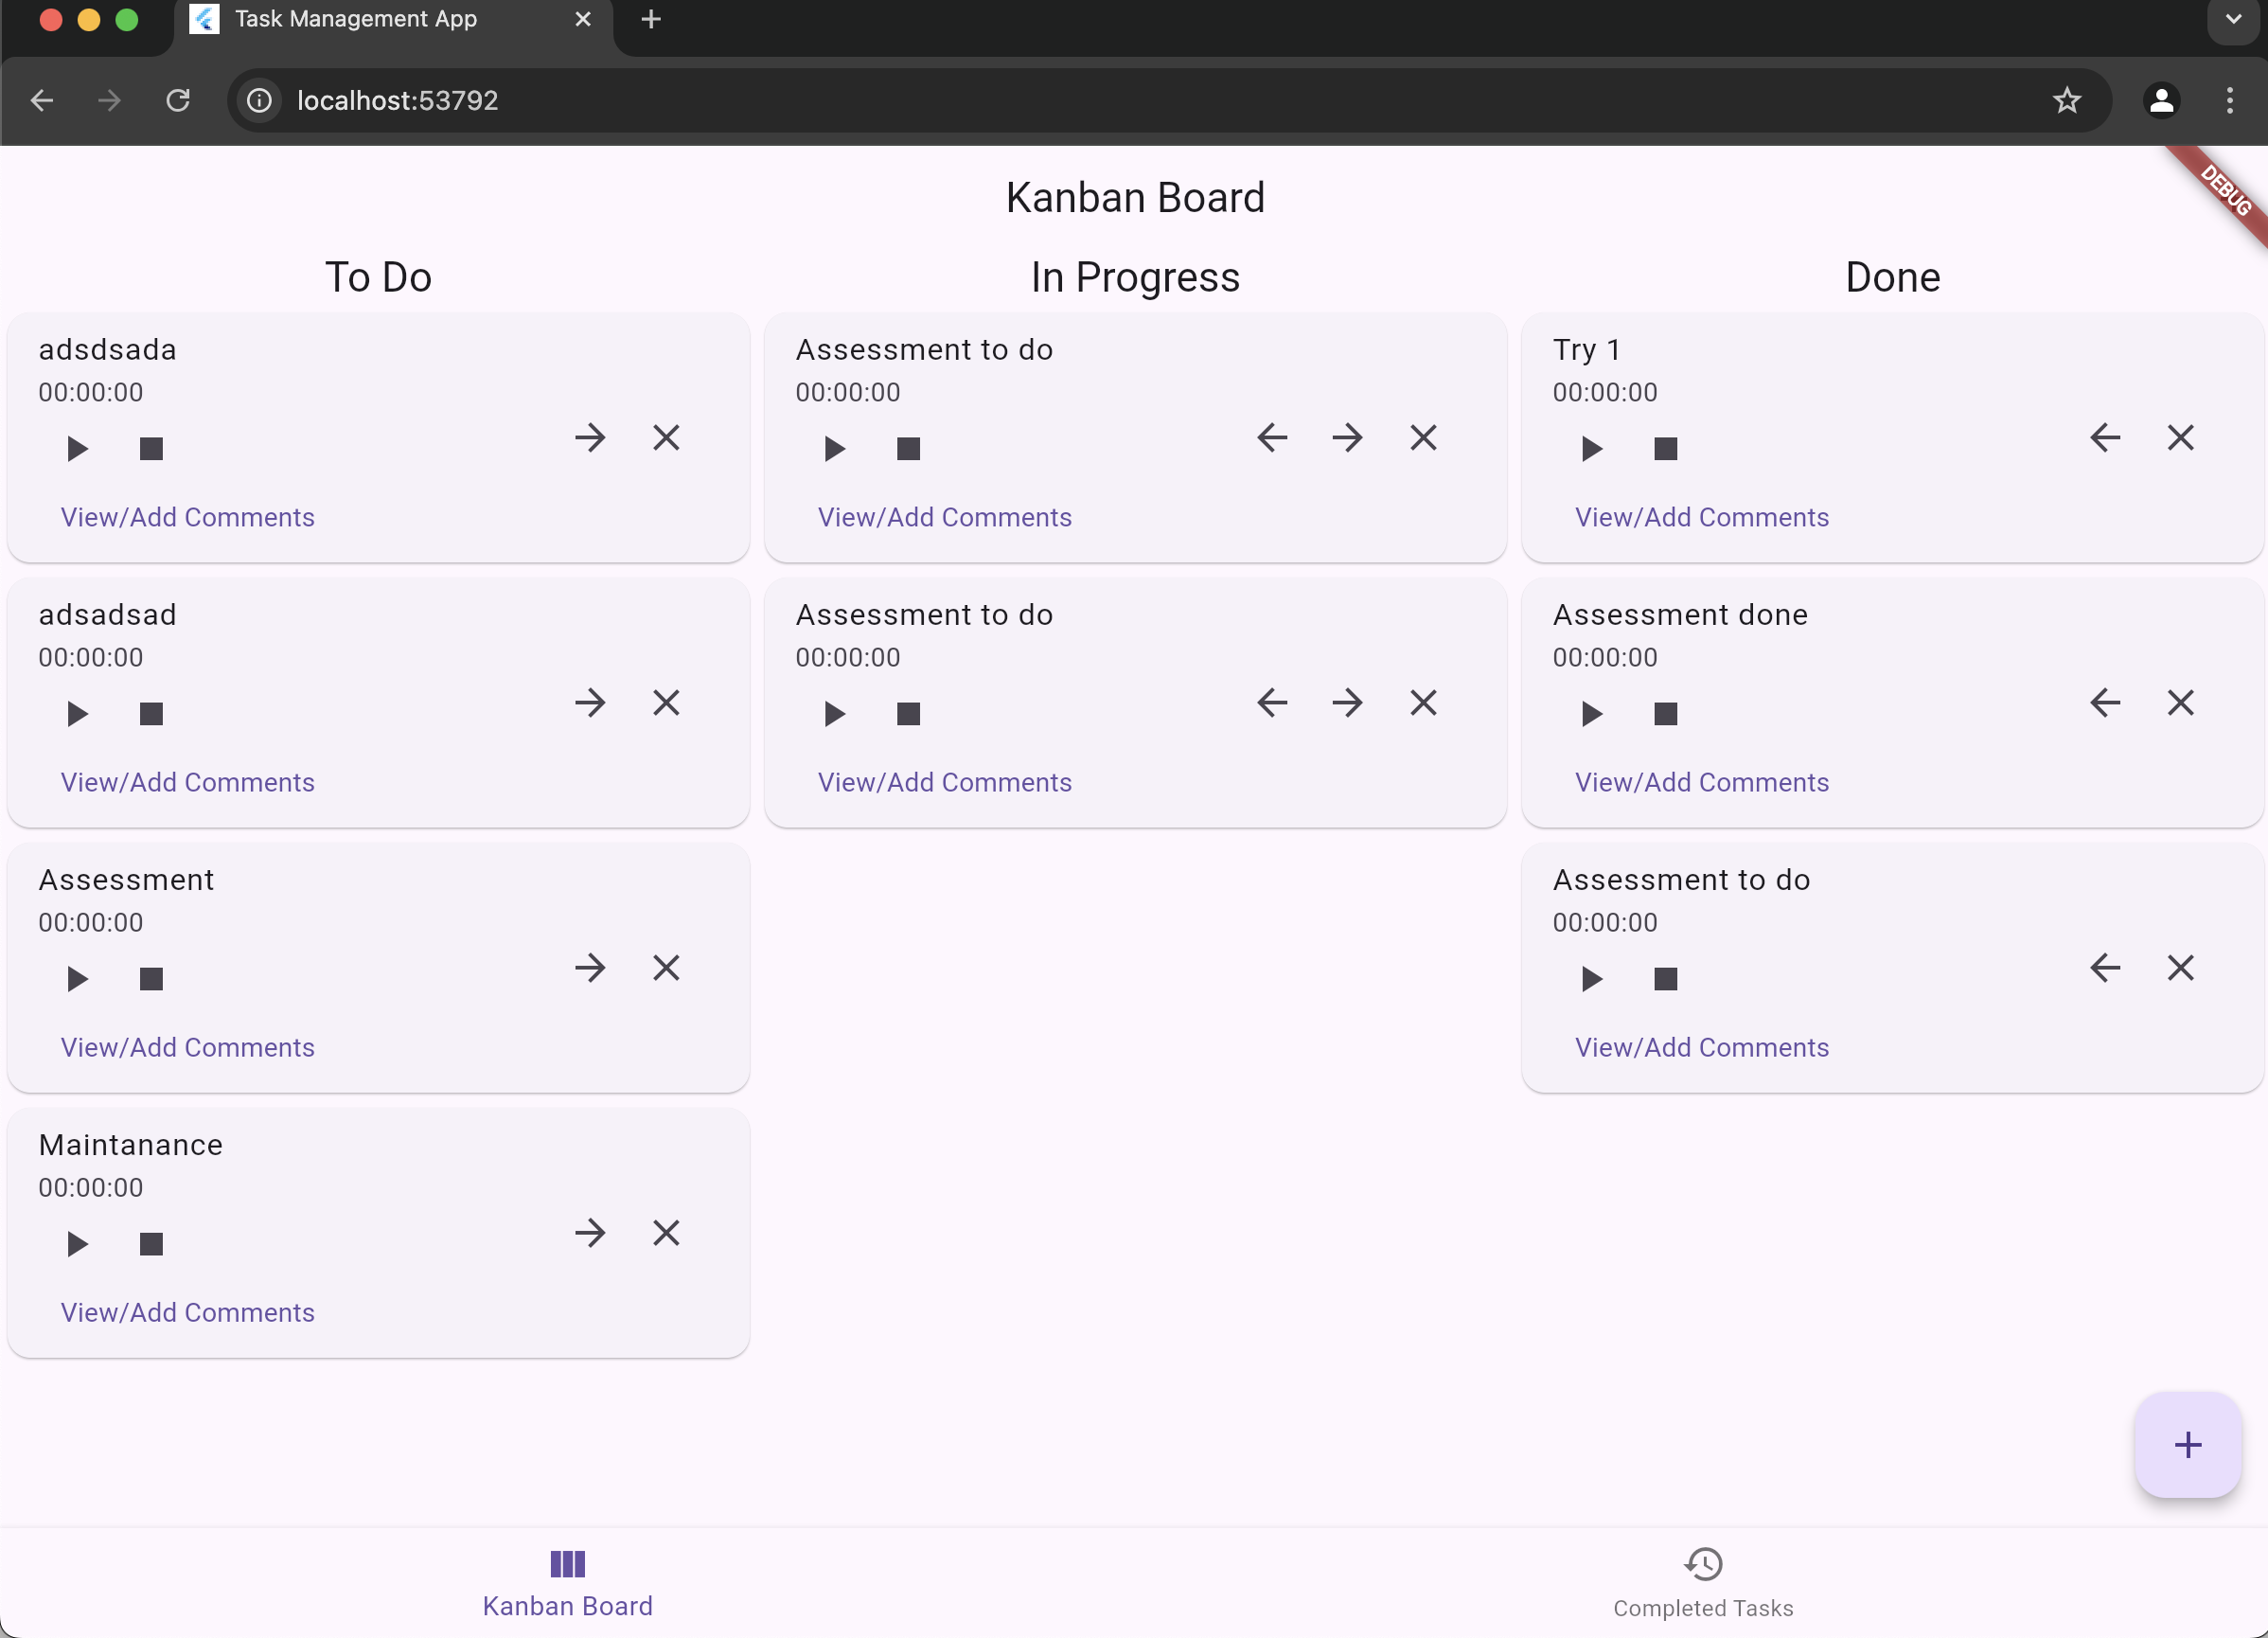 Task Management App
localhost:53792
DEBUG
Kanban Board
To Do
adsdsada
00:00:00
View/Add Comments
adsadsad
00:00:00
View/Add Comments
Assessment
00:00:00
View/Add Comments
Maintanance
00:00:00
View/Add Comments
In Progress
Assessment to do
00:00:00
View/Add Comments
Assessment to do
00:00:00
View/Add Comments
Done
Try 1
00:00:00
View/Add Comments
Assessment done
00:00:00
View/Add Comments
Assessment to do
00:00:00
View/Add Comments
Kanban Board
Completed Tasks